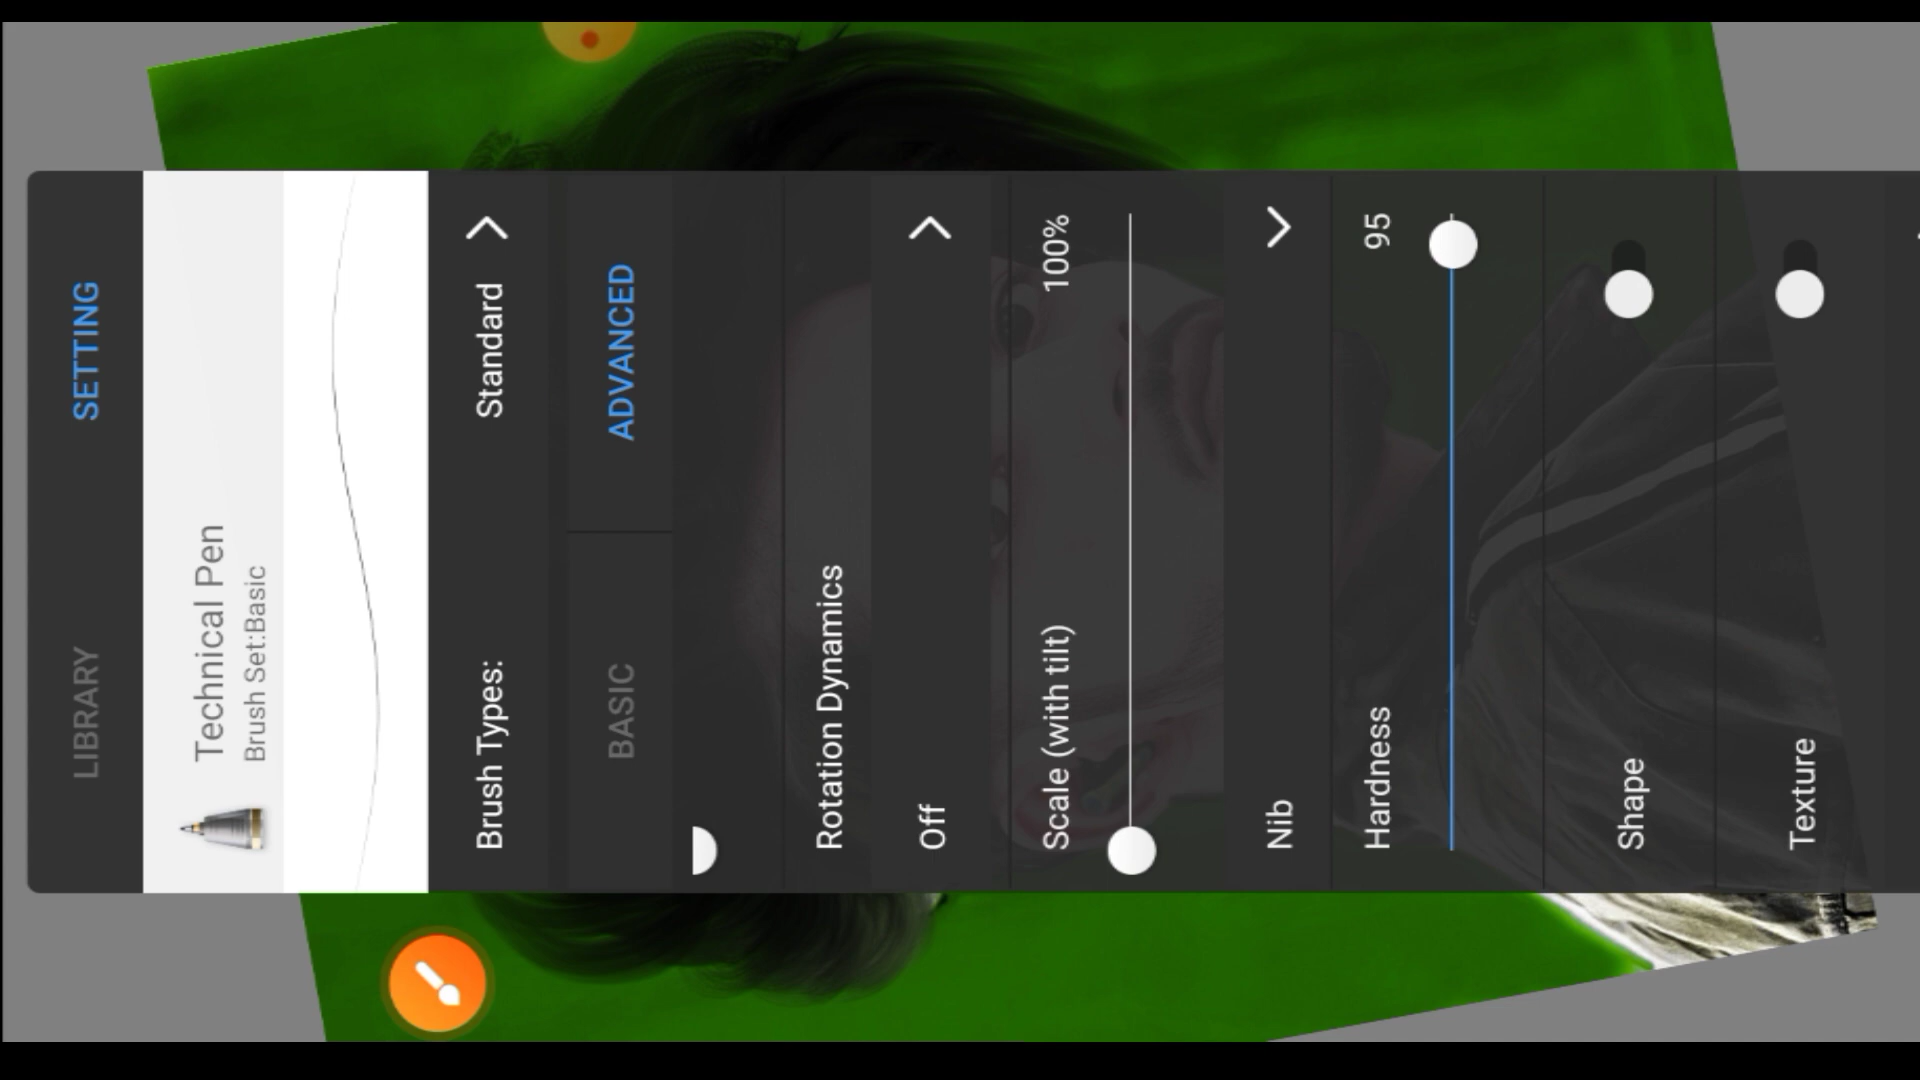 LIBRARY SETTING
Technical Pen
Brush Set:Basic
Brush Types: Standard
BASIC ADVANCED
Rotation Dynamics
Off
Scale (with tilt) 100%
Nib
Hardness 95
Shape
Texture